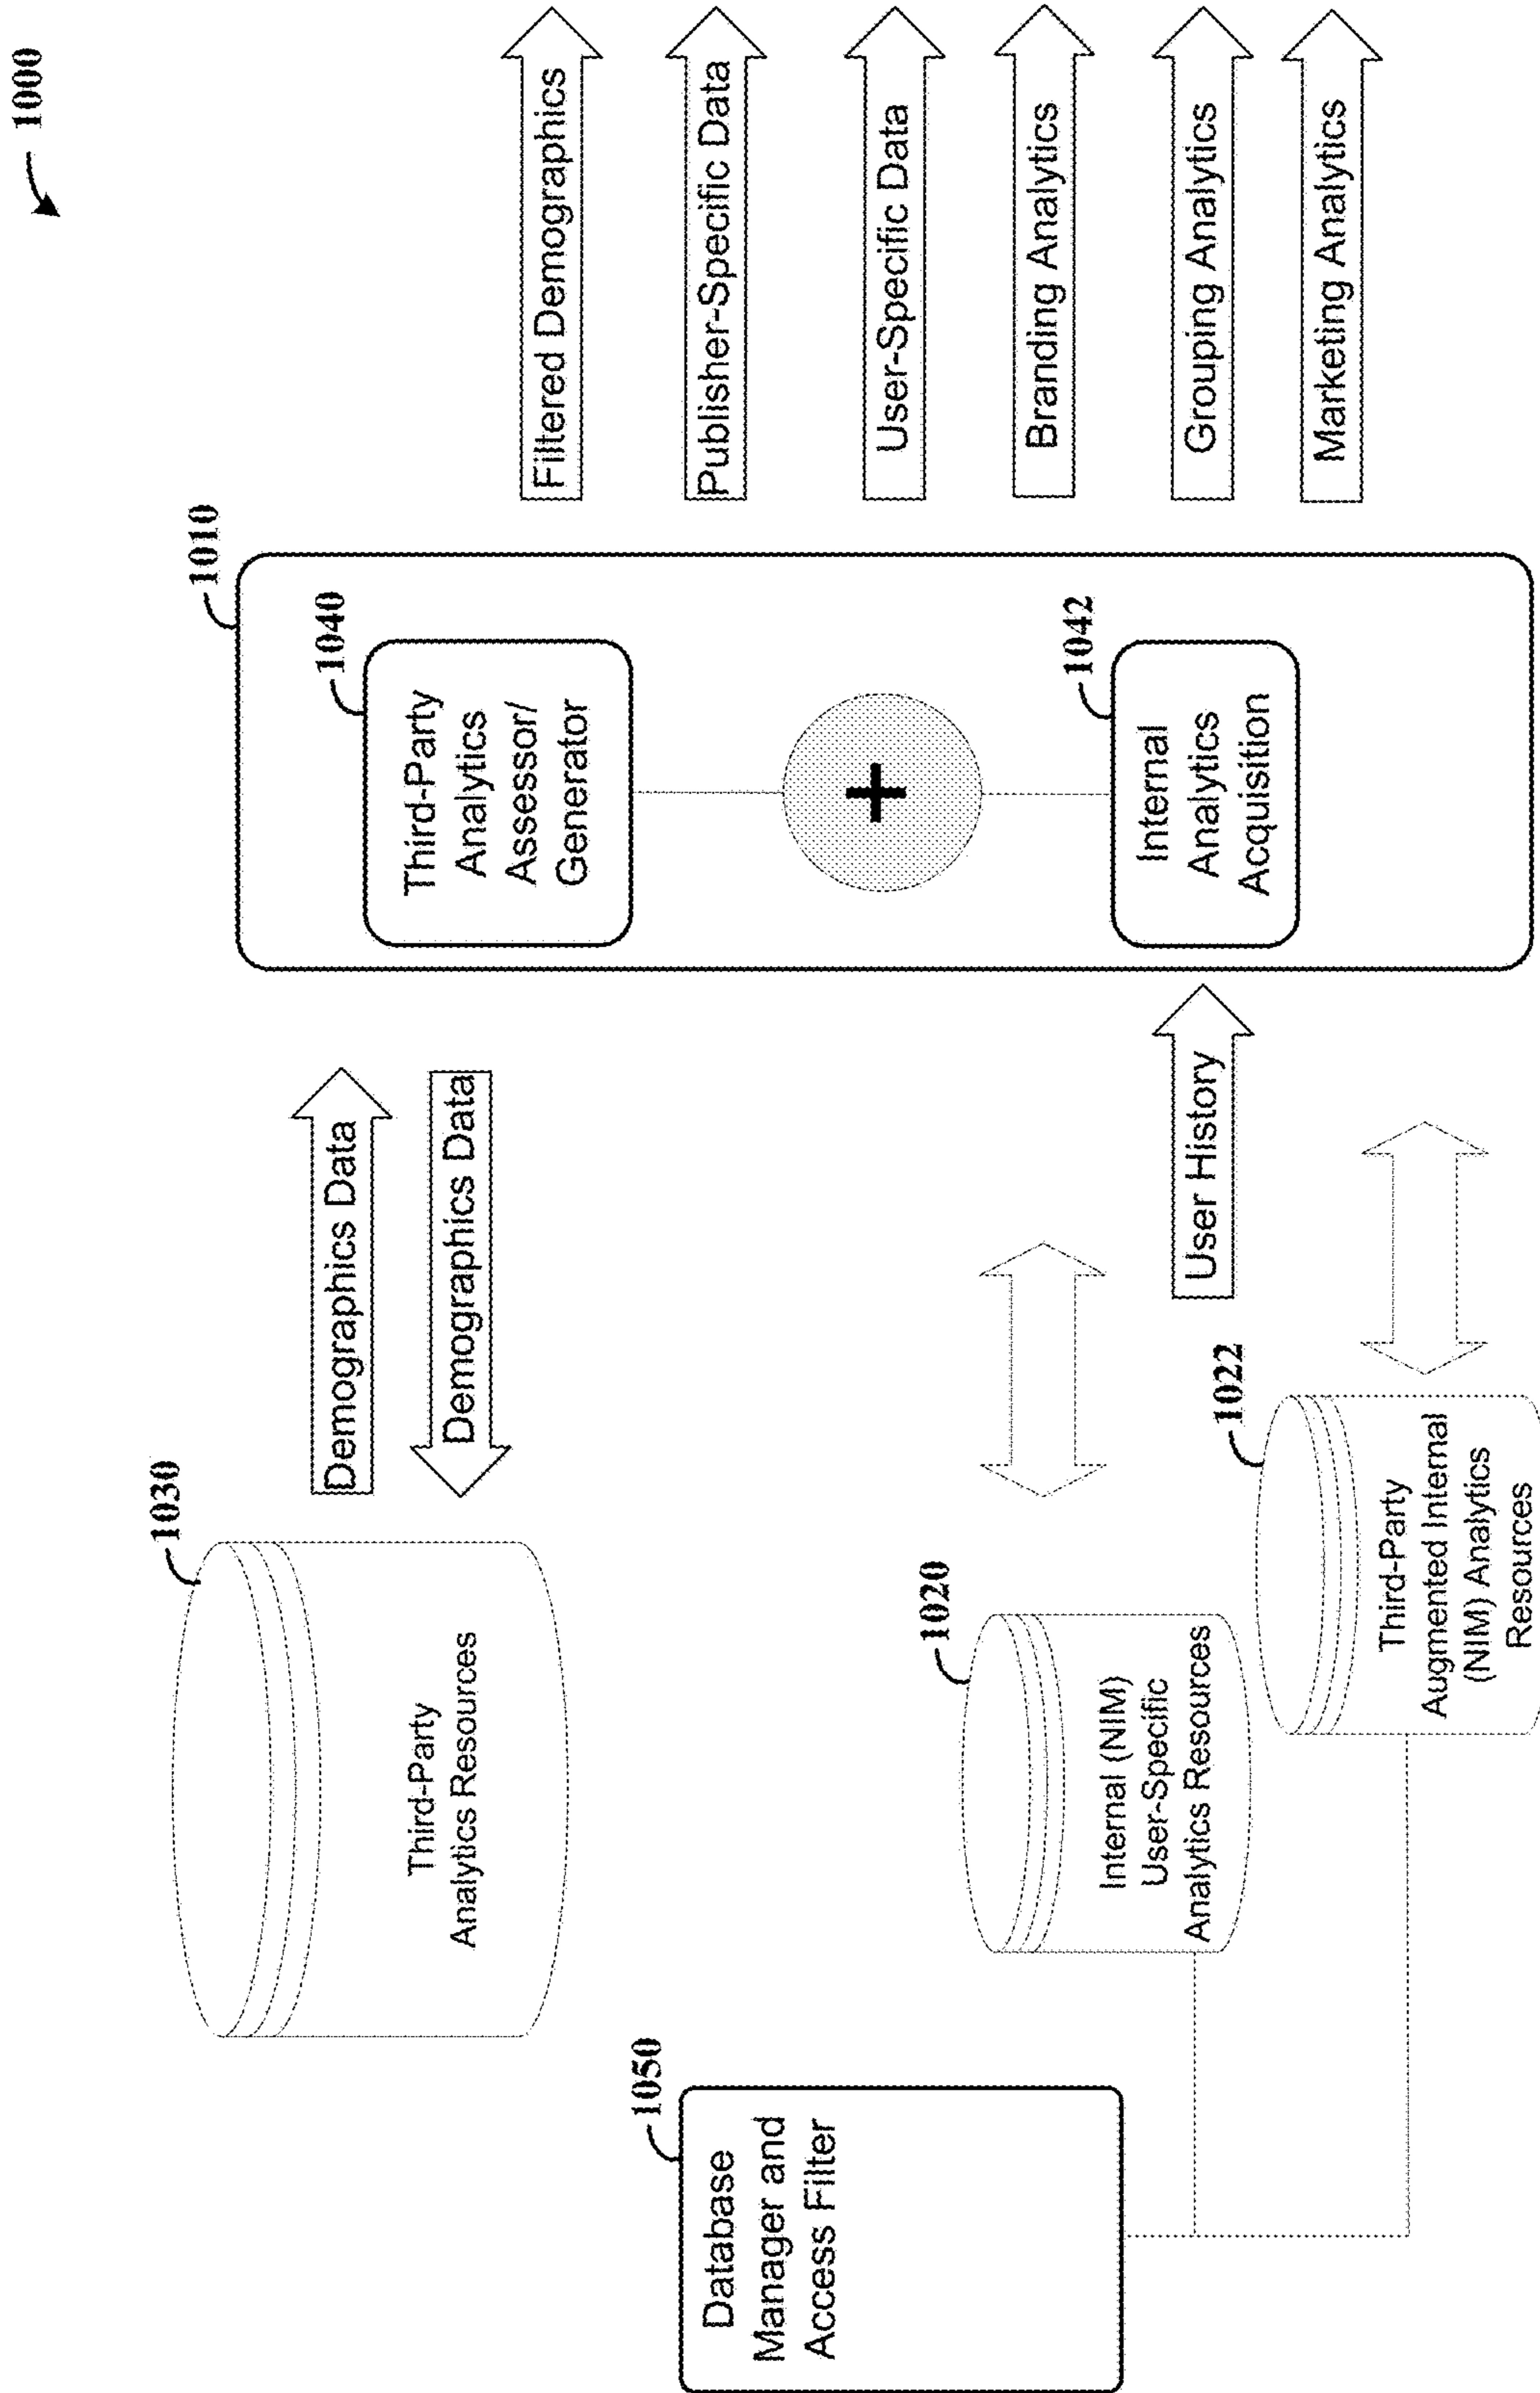 1000
1030
Third-Party
Analytics Resources
Demographics Data
Demographics Data
1010
1040
Third-Party
Analytics
Assessor/
Generator
+
1042
Internal
Analytics
Acquisition
Filtered Demographics
Publisher-Specific Data
User-Specific Data
Branding Analytics
Grouping Analytics
Marketing Analytics
1050
Database
Manager and
Access Filter
1020
Internal (NIM)
User-Specific
Analytics Resources
User History
1022
Third-Party
Augmented Internal
(NIM) Analytics
Resources